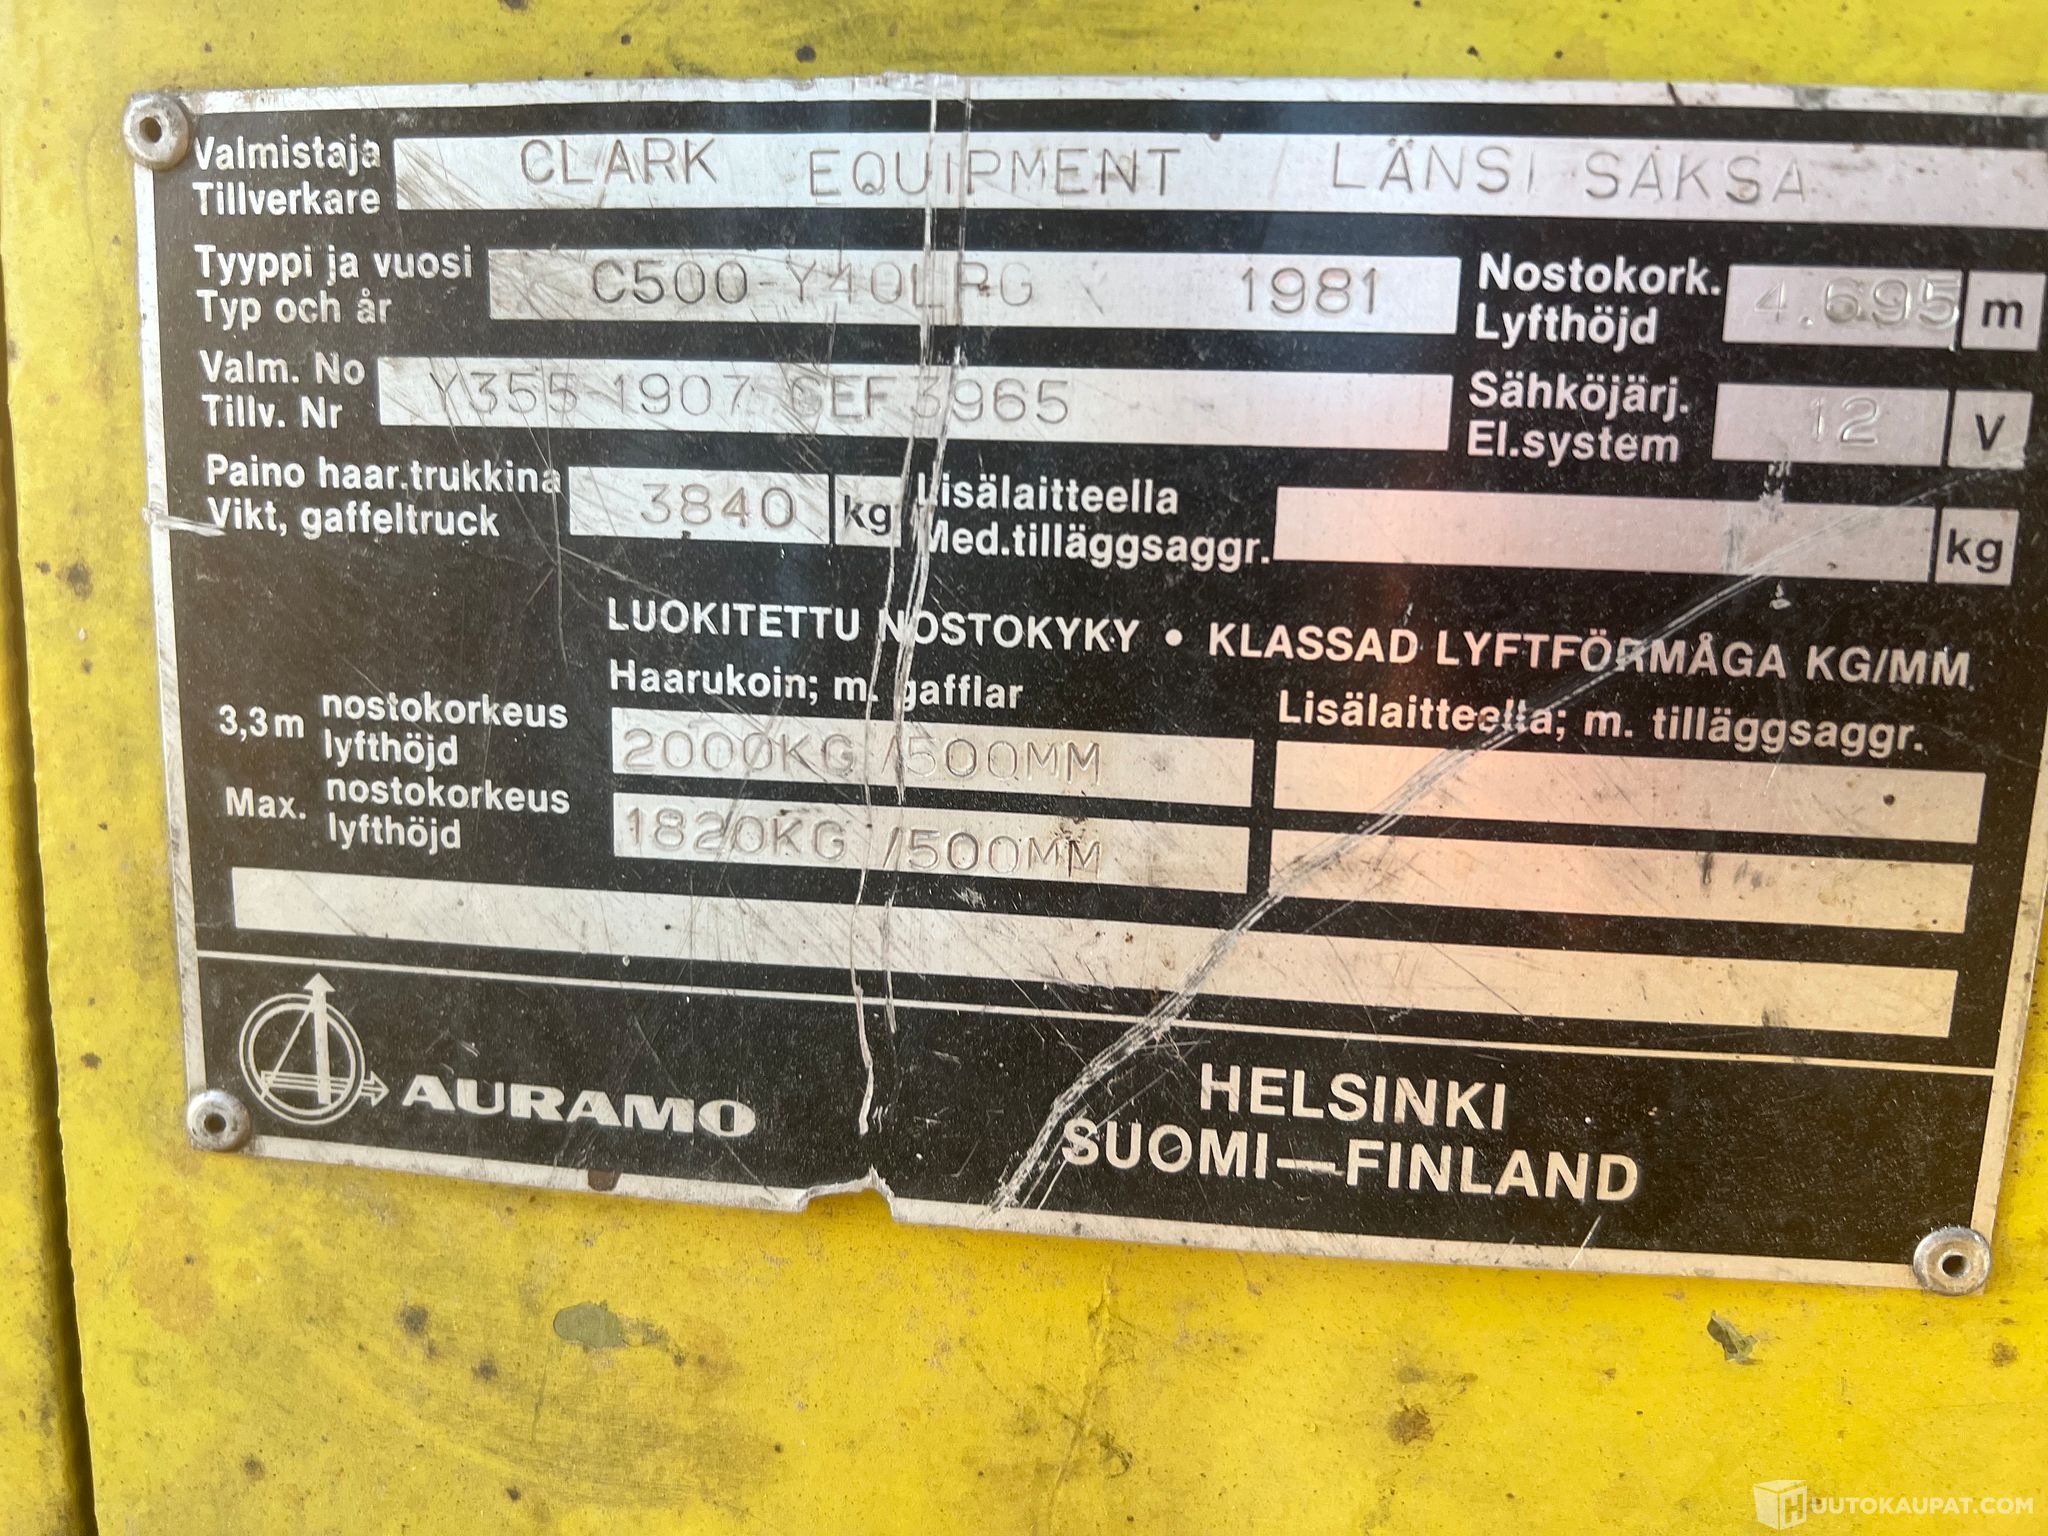 Valmistaja CLARK EQUIPMENT / LÄNSI SAKSA
Tillverkare
Tyyppi ja vuosi C500-Y40LPG 1981 Nostokork. 4.695 m
Typ och år Lyfthöjd
Valm. No Y355-1907 GEF 3965 Sähköjärj. 12 V
Tillv. Nr El.system
Paino haar.trukkina 3840 kg Lisälaitteella kg
Vikt, gaffeltruck Med.tilläggsaggr.
LUOKITETTU NOSTOKYKY • KLASSAD LYFTFÖRMÅGA KG/MM
Haarukoin; m. gafflar Lisälaitteella; m. tilläggsaggr.
3,3m nostokorkeus 2000KG /500MM
lyfthöjd
Max. nostokorkeus 1820KG /500MM
lyfthöjd
AURAMO HELSINKI
SUOMI—FINLAND
HUUTOKAUPAT.COM